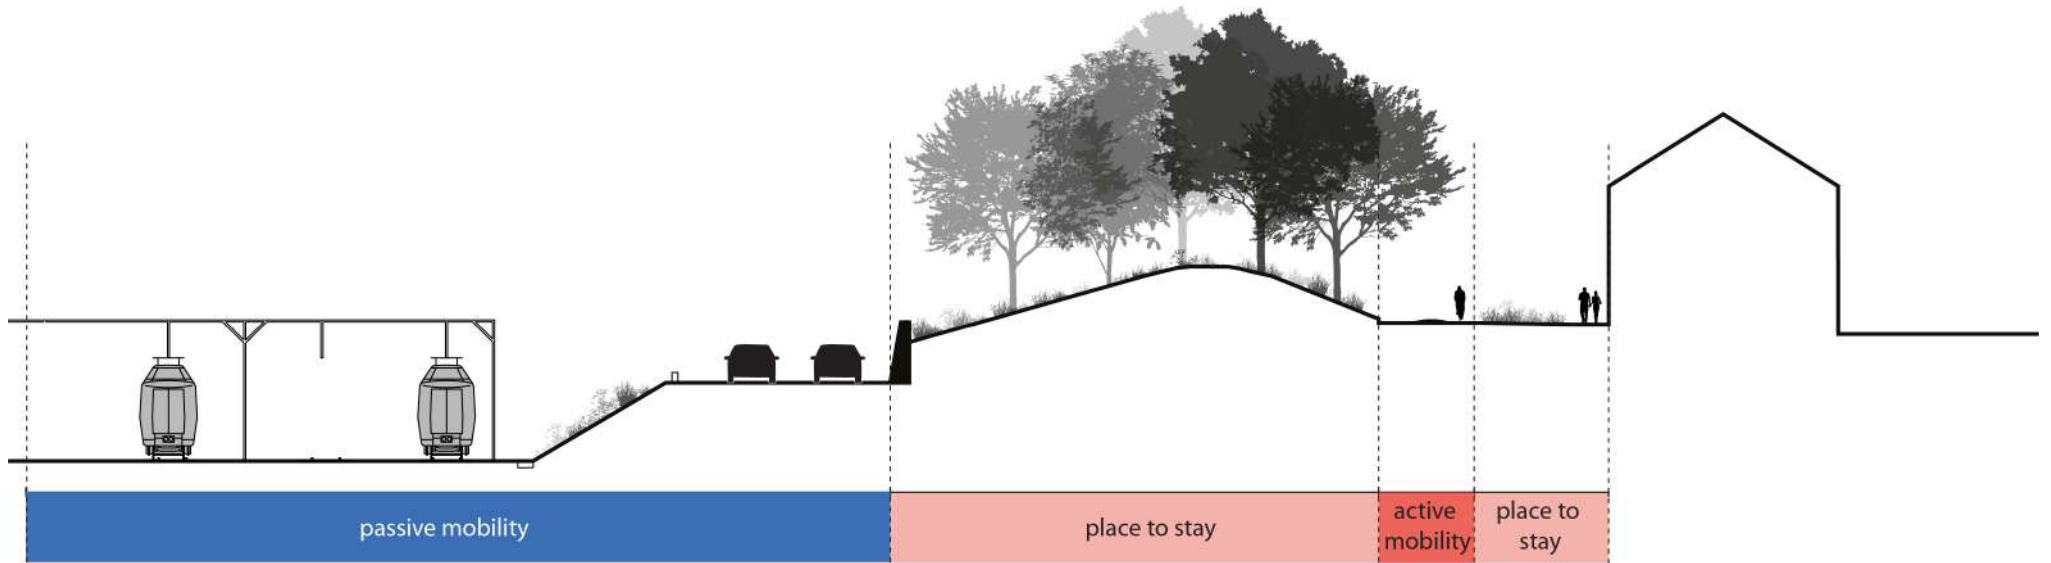 passive mobility
place to stay
active
mobility
place to
stay